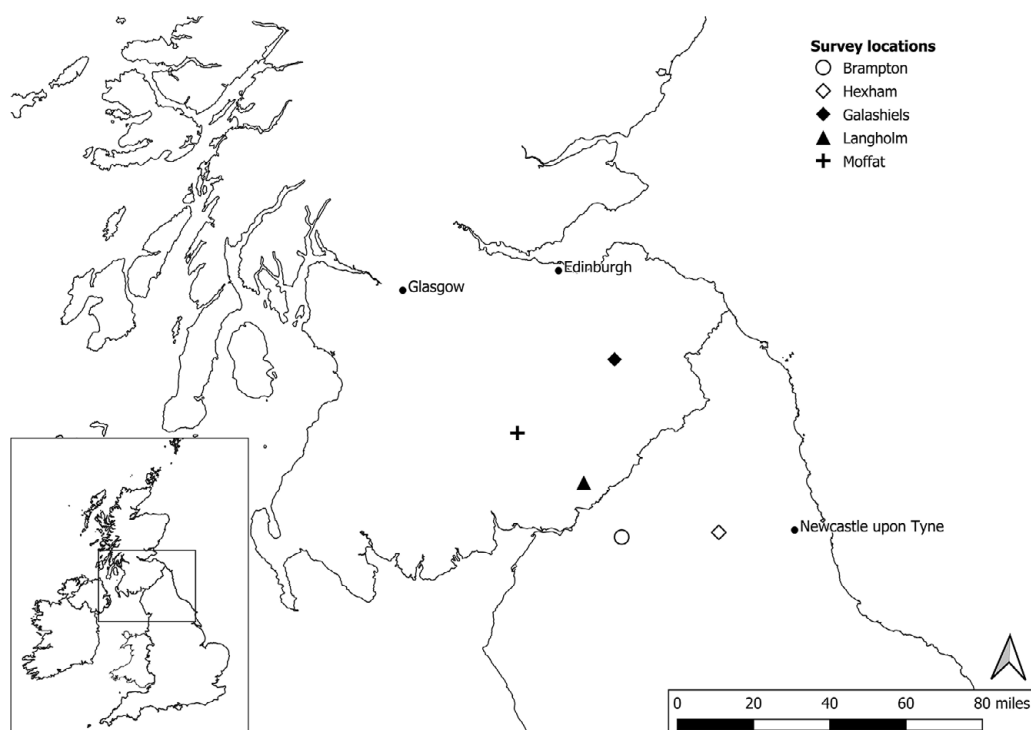 Survey locations
Brampton
Hexham
Galashiels
Langholm
Moffat
Edinburgh
Glasgow
Newcastle upon Tyne
0 20 40 60 80 miles